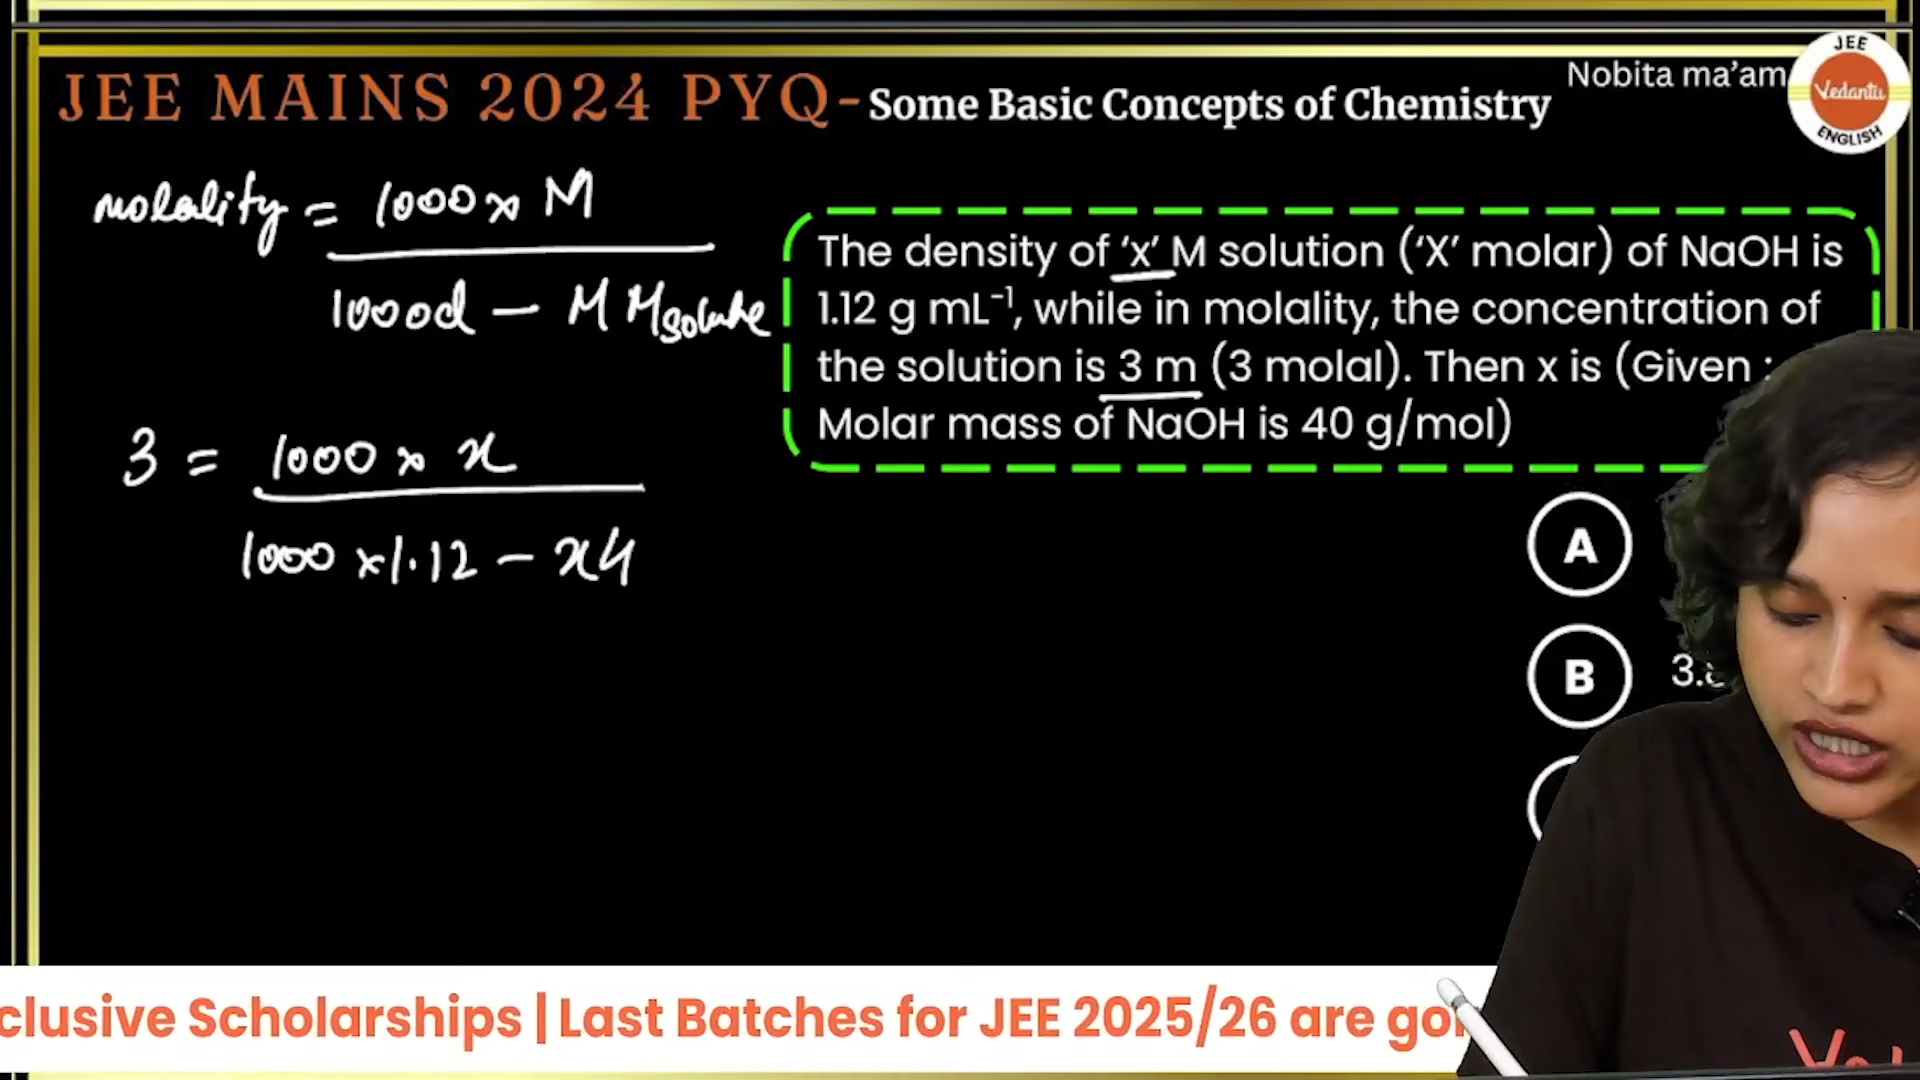 Nobita ma’am
JEE
Vedantu
ENGLISH
JEE MAINS 2024 PYQ- Some Basic Concepts of Chemistry
molality = 1000 x M
1000d - M Msolute
The density of ‘x’ M solution (‘X’ molar) of NaOH is
1.12 g mL⁻¹, while in molality, the concentration of
the solution is 3 m (3 molal). Then x is (Given :
Molar mass of NaOH is 40 g/mol)
3 = 1000 x x
1000 x 1.12 - x4
A
B
clusive Scholarships | Last Batches for JEE 2025/26 are